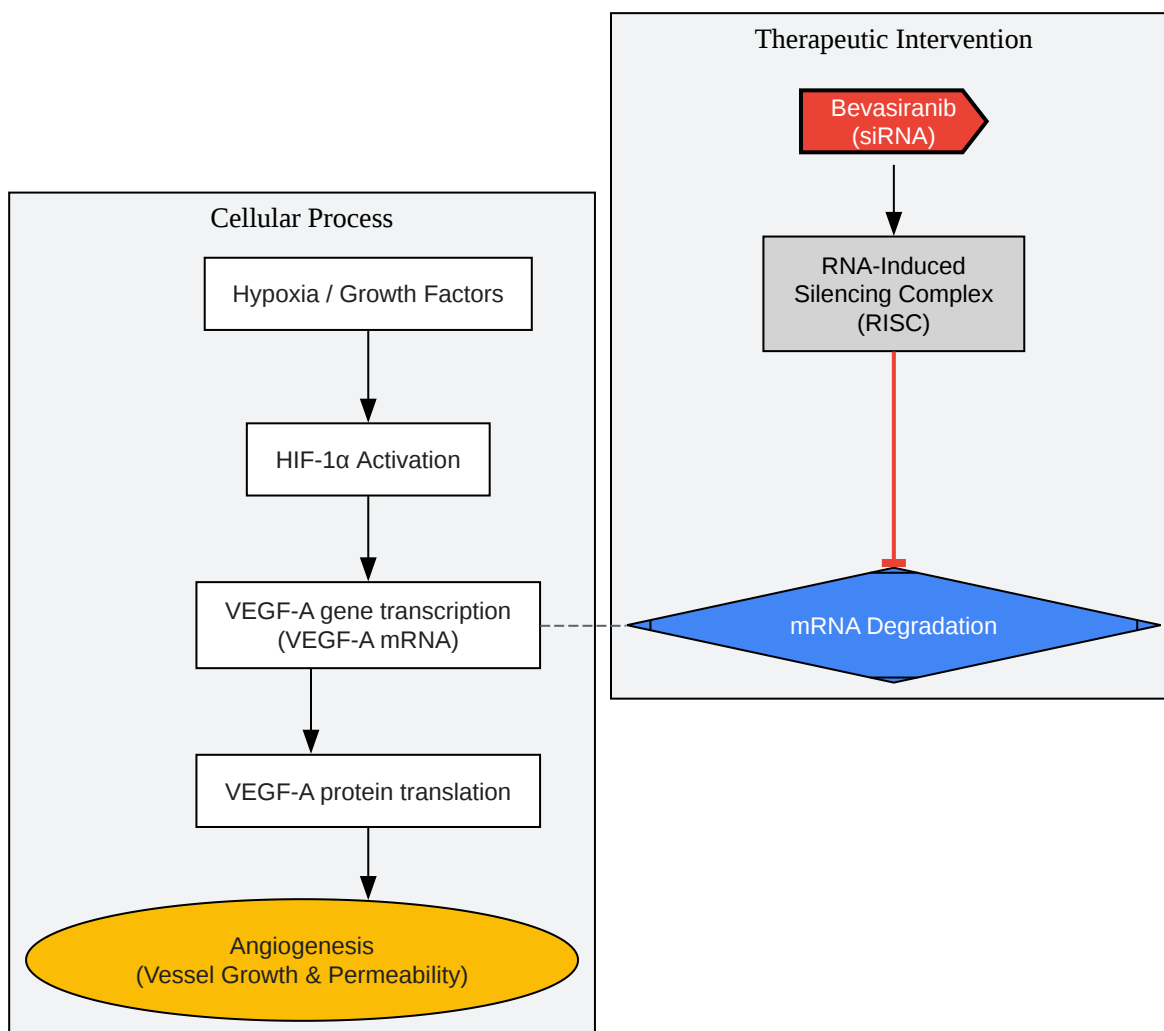 Therapeutic Intervention
Bevasiranib
(siRNA)
RNA-Induced
Silencing Complex
(RISC)
mRNA Degradation
Cellular Process
Hypoxia / Growth Factors
HIF-1α Activation
VEGF-A gene transcription
(VEGF-A mRNA)
VEGF-A protein translation
Angiogenesis
(Vessel Growth & Permeability)